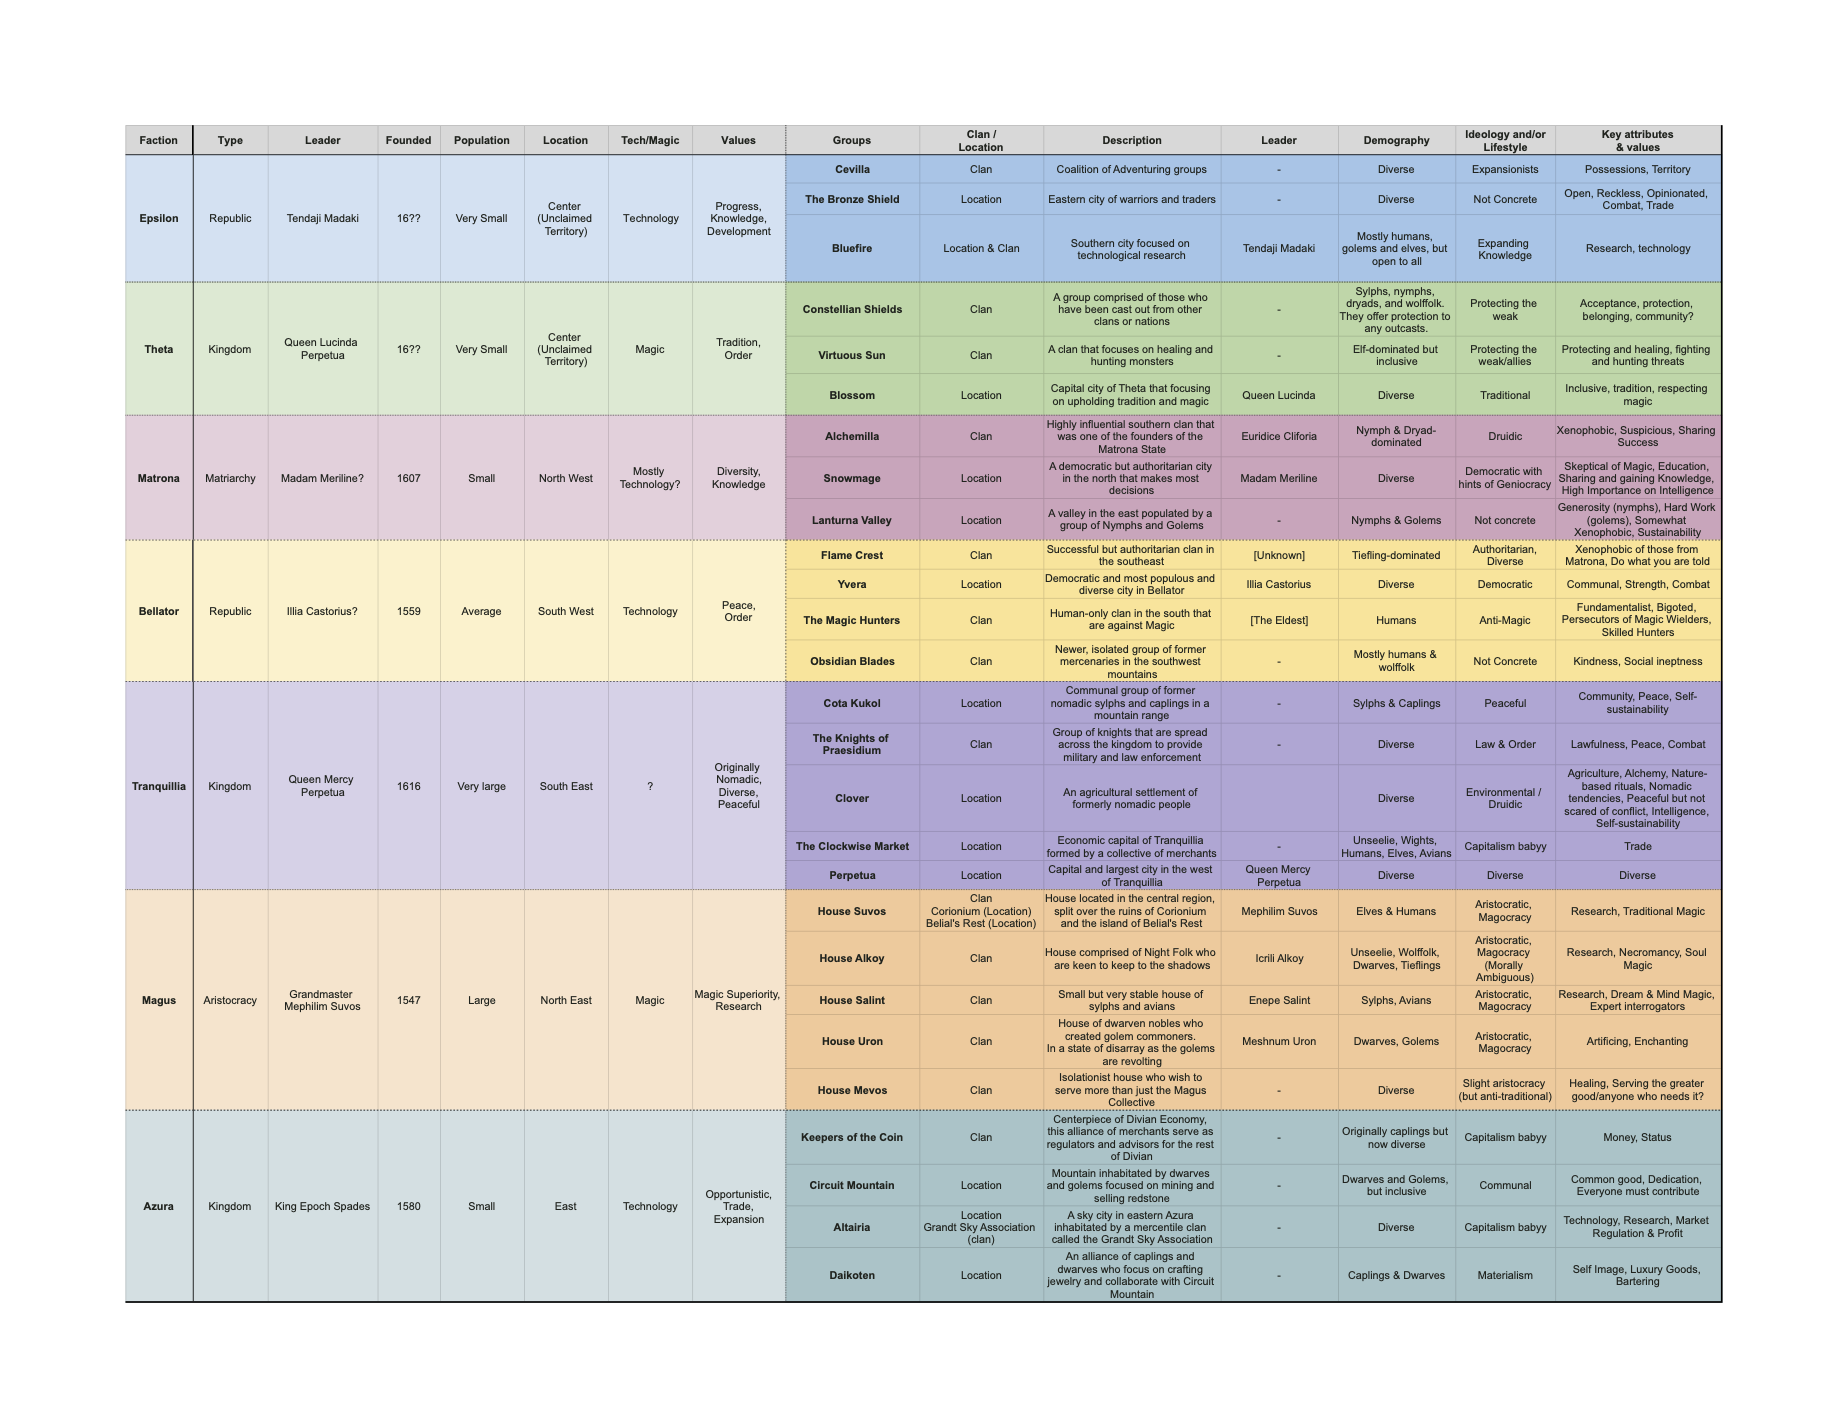 Faction Type Leader Founded Population Location Tech/Magic Values Groups Clan / Location Description Leader Demography Ideology and/or Lifestyle Key attributes & values
Epsilon Republic Tendaji Madaki 16?? Very Small Center (Unclaimed Territory) Technology Progress, Knowledge, Development
Cevilla Clan Coalition of Adventuring groups - Diverse Expansionists Possessions, Territory
The Bronze Shield Location Eastern city of warriors and traders - Diverse Not Concrete Open, Reckless, Opinionated, Combat, Trade
Bluefire Location & Clan Southern city focused on technological research Tendaji Madaki Mostly humans, golems and elves, but open to all Expanding Knowledge Research, technology
Theta Kingdom Queen Lucinda Perpetua 16?? Very Small Center (Unclaimed Territory) Magic Tradition, Order
Constellian Shields Clan A group comprised of those who have been cast out from other clans or nations - Sylphs, nymphs, dryads, and wolffolk. They offer protection to any outcasts. Protecting the weak Acceptance, protection, belonging, community?
Virtuous Sun Clan A clan that focuses on healing and hunting monsters - Elf-dominated but inclusive Protecting the weak/allies Protecting and healing, fighting and hunting threats
Blossom Location Capital city of Theta that focusing on upholding tradition and magic Queen Lucinda Diverse Traditional Inclusive, tradition, respecting magic
Matrona Matriarchy Madam Meriline? 1607 Small North West Mostly Technology? Diversity, Knowledge
Alchemilla Clan Highly influential southern clan that was one of the founders of the Matrona State Euridice Cliforia Nymph & Dryad-dominated Druidic Xenophobic, Suspicious, Sharing Success
Snowmage Location A democratic but authoritarian city in the north that makes most decisions Madam Meriline Diverse Democratic with hints of Geniocracy Skeptical of Magic, Education, Sharing and gaining Knowledge, High Importance on Intelligence
Lanturna Valley Location A valley in the east populated by a group of Nymphs and Golems - Nymphs & Golems Not concrete Generosity (nymphs), Hard Work (golems), Somewhat Xenophobic, Sustainability
Bellator Republic Illia Castorius? 1559 Average South West Technology Peace, Order
Flame Crest Clan Successful but authoritarian clan in the southeast [Unknown] Tiefling-dominated Authoritarian, Diverse Xenophobic of those from Matrona, Do what you are told
Yvera Location Democratic and most populous and diverse city in Bellator Illia Castorius Diverse Democratic Communal, Strength, Combat
The Magic Hunters Clan Human-only clan in the south that are against Magic [The Eldest] Humans Anti-Magic Fundamentalist, Bigoted, Persecutors of Magic Wielders, Skilled Hunters
Obsidian Blades Clan Newer, isolated group of former mercenaries in the southwest mountains - Mostly humans & wolffolk Not Concrete Kindness, Social ineptness
Tranquillia Kingdom Queen Mercy Perpetua 1616 Very large South East ? Originally Nomadic, Diverse, Peaceful
Cota Kukol Location Communal group of former nomadic sylphs and caplings in a mountain range - Sylphs & Caplings Peaceful Community, Peace, Self-sustainability
The Knights of Praesidium Clan Group of knights that are spread across the kingdom to provide military and law enforcement - Diverse Law & Order Lawfulness, Peace, Combat
Clover Location An agricultural settlement of formerly nomadic people Diverse Environmental / Druidic Agriculture, Alchemy, Nature-based rituals, Nomadic tendencies, Peaceful but not scared of conflict, Intelligence, Self-sustainability
The Clockwise Market Location Economic capital of Tranquillia formed by a collective of merchants - Unseelie, Wights, Humans, Elves, Avians Capitalism babyy Trade
Perpetua Location Capital and largest city in the west of Tranquillia Queen Mercy Perpetua Diverse Diverse Diverse
Magus Aristocracy Grandmaster Mephilim Suvos 1547 Large North East Magic Magic Superiority, Research
House Suvos Clan Corionium (Location) Belial's Rest (Location) House located in the central region, split over the ruins of Corionium and the island of Belial's Rest Mephilim Suvos Elves & Humans Aristocratic, Magocracy Research, Traditional Magic
House Alkoy Clan House comprised of Night Folk who are keen to keep to the shadows Icrili Alkoy Unseelie, Wolffolk, Dwarves, Tieflings Aristocratic, Magocracy (Morally Ambiguous) Research, Necromancy, Soul Magic
House Salint Clan Small but very stable house of sylphs and avians Enepe Salint Sylphs, Avians Aristocratic, Magocracy Research, Dream & Mind Magic, Expert interrogators
House Uron Clan House of dwarven nobles who created golem commoners. In a state of disarray as the golems are revolting Meshnum Uron Dwarves, Golems Aristocratic, Magocracy Artificing, Enchanting
House Mevos Clan Isolationist house who wish to serve more than just the Magus Collective - Diverse Slight aristocracy (but anti-traditional) Healing, Serving the greater good/anyone who needs it?
Azura Kingdom King Epoch Spades 1580 Small East Technology Opportunistic, Trade, Expansion
Keepers of the Coin Clan Centerpiece of Divian Economy, this alliance of merchants serve as regulators and advisors for the rest of Divian - Originally caplings but now diverse Capitalism babyy Money, Status
Circuit Mountain Location Mountain inhabitated by dwarves and golems focused on mining and selling redstone - Dwarves and Golems, but inclusive Communal Common good, Dedication, Everyone must contribute
Altairia Location Grandt Sky Association (clan) A sky city in eastern Azura inhabitated by a mercentile clan called the Grandt Sky Association - Diverse Capitalism babyy Technology, Research, Market Regulation & Profit
Daikoten Location An alliance of caplings and dwarves who focus on crafting jewelry and collaborate with Circuit Mountain - Caplings & Dwarves Materialism Self Image, Luxury Goods, Bartering